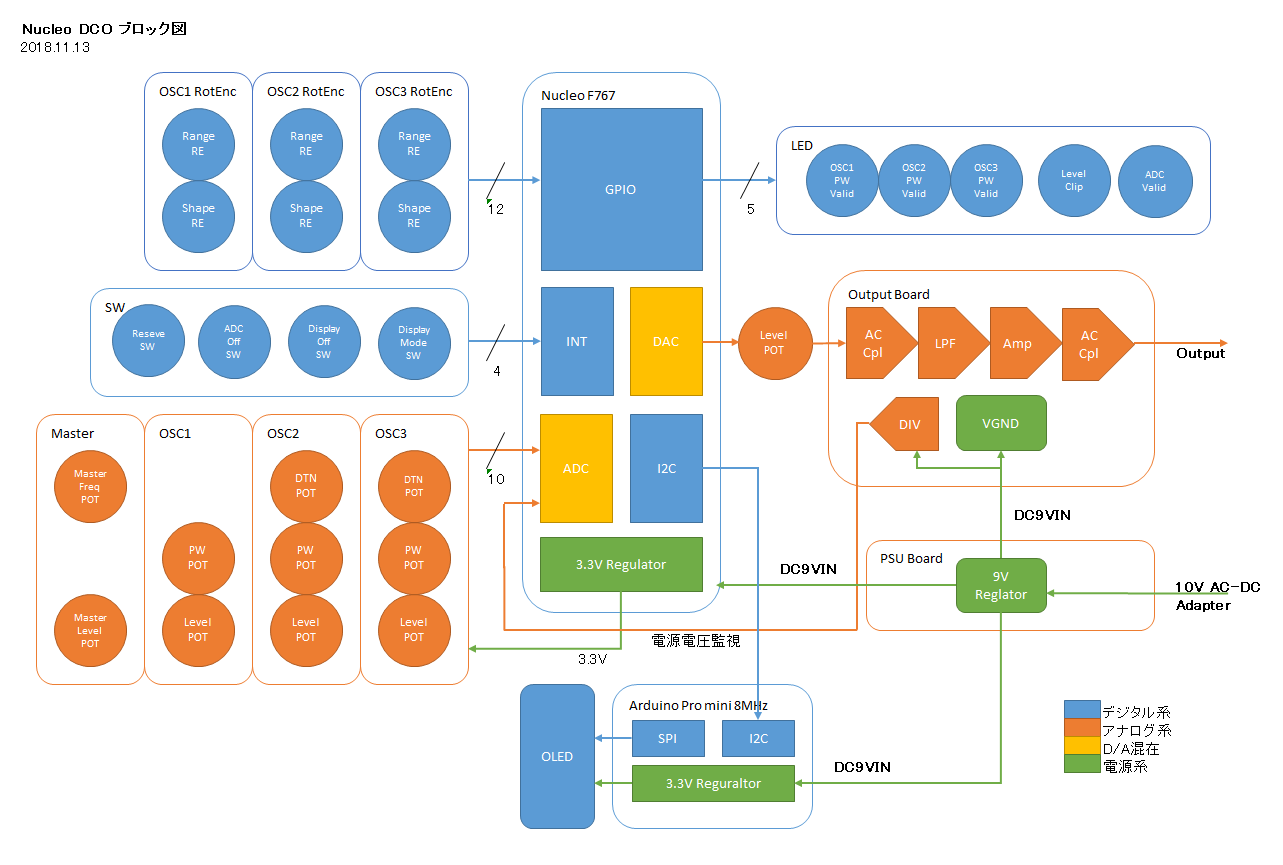 Nucleo DCO ブロック図
2018.11.13
OSC1 RotEnc
Range
RE
Shape
RE
OSC2 RotEnc
Range
RE
Shape
RE
OSC3 RotEnc
Range
RE
Shape
RE
12
Nucleo F767
GPIO
5
LED
OSC1
PW
Valid
OSC2
PW
Valid
OSC3
PW
Valid
Level
Clip
ADC
Valid
SW
Reseve
SW
ADC
Off
SW
Display
Off
SW
Display
Mode
SW
4
INT
DAC
Level
POT
Output Board
AC
Cpl
LPF
Amp
AC
Cpl
Output
DIV
VGND
Master
Master
Freq
POT
Master
Level
POT
OSC1
PW
POT
Level
POT
OSC2
DTN
POT
PW
POT
Level
POT
OSC3
DTN
POT
PW
POT
Level
POT
10
ADC
I2C
3.3V Regulator
DC9VIN
DC9VIN
PSU Board
9V
Reglator
10V AC-DC
Adapter
電源電圧監視
3.3V
OLED
Arduino Pro mini 8MHz
SPI
I2C
3.3V Reguraltor
DC9VIN
デジタル系
アナログ系
D/A混在
電源系